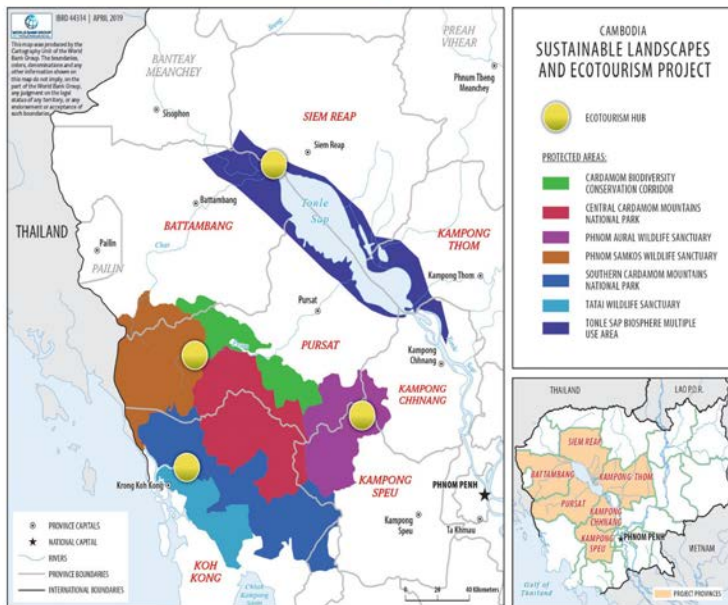 WORLD BANK GROUP
IBRD 44314 | APRIL 2019
This map was produced by the
Cartography Unit of the World
Bank Group. The boundaries,
colors, denominations and any
other information shown on
this map do not imply, on the
part of the World Bank Group,
any judgment on the legal
status of any territory, or any
endorsement or acceptance of
such boundaries.
BANTEAY
MEANCHEY
Sisophon
PREAH
VIHEAR
Phnum Tbeng
Meanchey
SIEM REAP
Siem Reap
Battambang
BATTAMBANG
Tonle
Sap
KAMPONG
THOM
Kampong Thom
THAILAND
Pailin
PAILIN
Pursat
PURSAT
Kampong
Chhnang
KAMPONG
CHHNANG
KAMPONG
SPEU
PHNOM PENH
Krong Koh Kong
Kampong
Speu
Ta Khmau
KOH
KONG
PROVINCE CAPITALS
NATIONAL CAPITAL
RIVERS
PROVINCE BOUNDARIES
INTERNATIONAL BOUNDARIES
0 20 40 Kilometers
CAMBODIA
SUSTAINABLE LANDSCAPES
AND ECOTOURISM PROJECT
ECOTOURISM HUB
PROTECTED AREAS:
CARDAMOM BIODIVERSITY
CONSERVATION CORRIDOR
CENTRAL CARDAMOM MOUNTAINS
NATIONAL PARK
PHNOM AURAL WILDLIFE SANCTUARY
PHNOM SAMKOS WILDLIFE SANCTUARY
SOUTHERN CARDAMOM MOUNTAINS
NATIONAL PARK
TATAI WILDLIFE SANCTUARY
TONLE SAP BIOSPHERE MULTIPLE
USE AREA
THAILAND
LAO P.D.R.
SIEM REAP
BATTAMBANG
KAMPONG THOM
PURSAT
KAMPONG
CHHNANG
PHNOM PENH
KAMPONG
SPEU
VIETNAM
Gulf of
Thailand
PROJECT PROVINCES